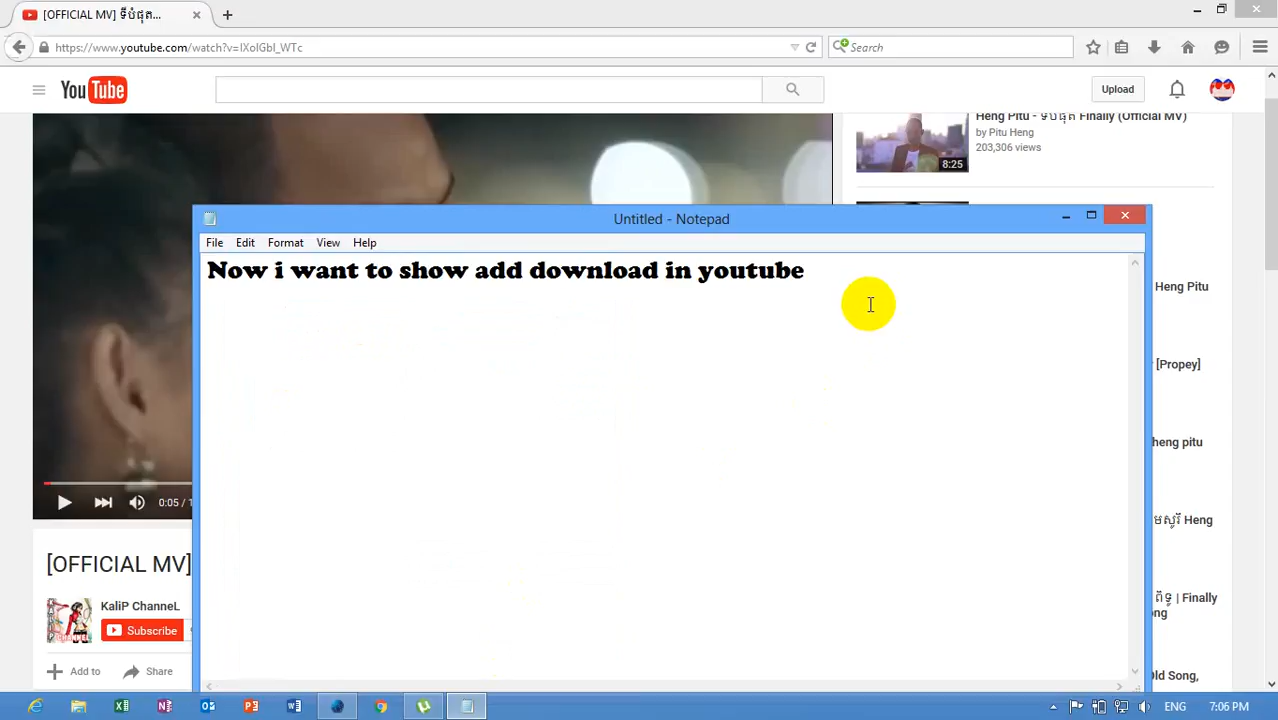 [OFFICIAL MV] ទីបំផុត...
https://www.youtube.com/watch?v=IXoIGbI_WTc
Search
YouTube
Upload
Heng Pitu - ទីបំផុត Finally (Official MV)
by Pitu Heng
203,306 views
8:25
Untitled - Notepad
File Edit Format View Help
Now i want to show add download in youtube
Heng Pitu
[Propey]
heng pitu
0:05 / 1
Heng
[OFFICIAL MV]
KaliP ChanneL
Subscribe
| Finally
ong
Add to Share
Old Song,
ENG 7:06 PM